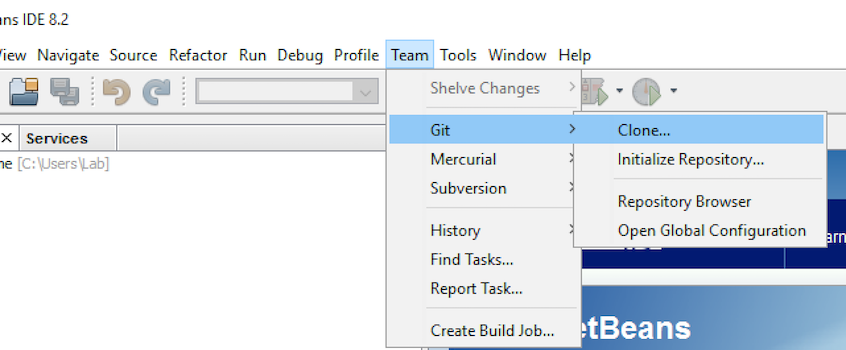 ans IDE 8.2
View Navigate Source Refactor Run Debug Profile Team Tools Window Help
Shelve Changes
Services
Git
Clone...
me [C:\Users\Lab]
Mercurial
Initialize Repository...
Subversion
Repository Browser
History
Open Global Configuration
arn
Find Tasks...
Report Task...
etBeans
Create Build Job...